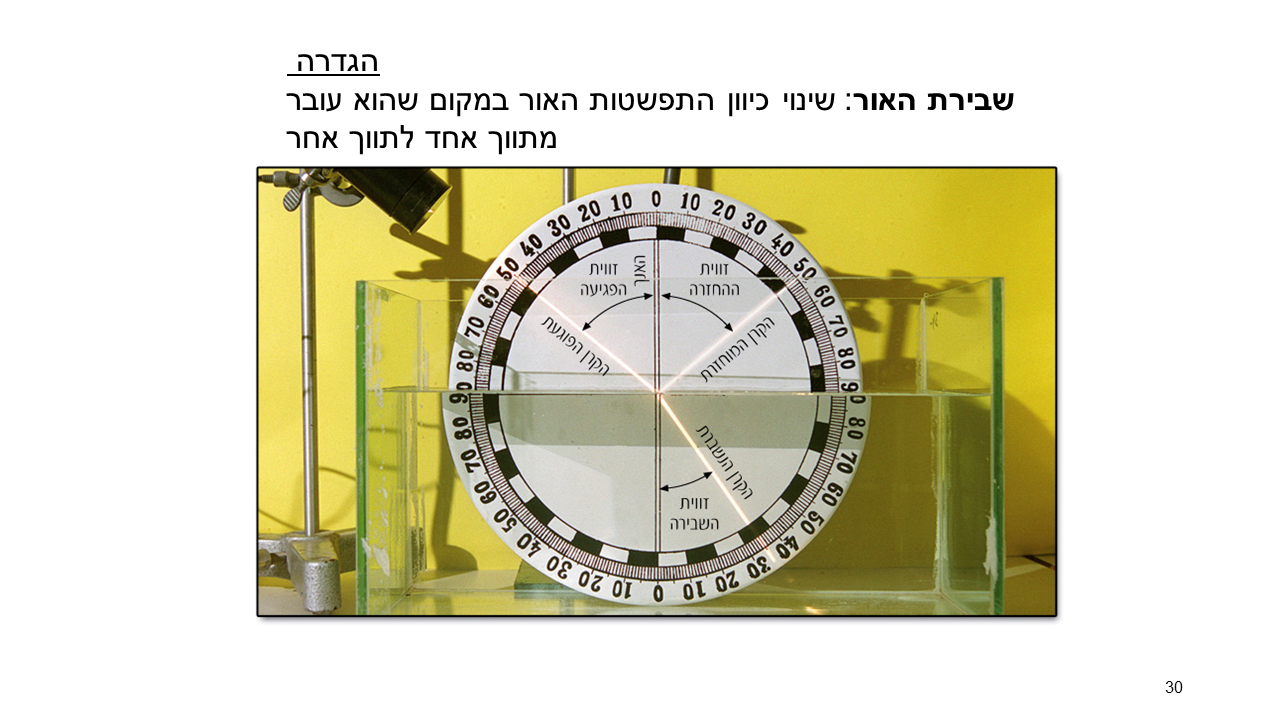 הגדרה
שבירת האור: שינוי כיוון התפשטות האור במקום שהוא עובר
מתווך אחד לתווך אחר
90 80 70 60 50 40 30 20 10 0 10 20 30 40 50 60 70 80 90
זווית
הפגיעה
האנך
זווית
ההחזרה
הקרן הפוגעת
הקרן המוחזרת
הקרן הנשברת
זווית
השבירה
80 70 60 50 40 30 20 10 0 10 20 30 40 50 60 70 80
30